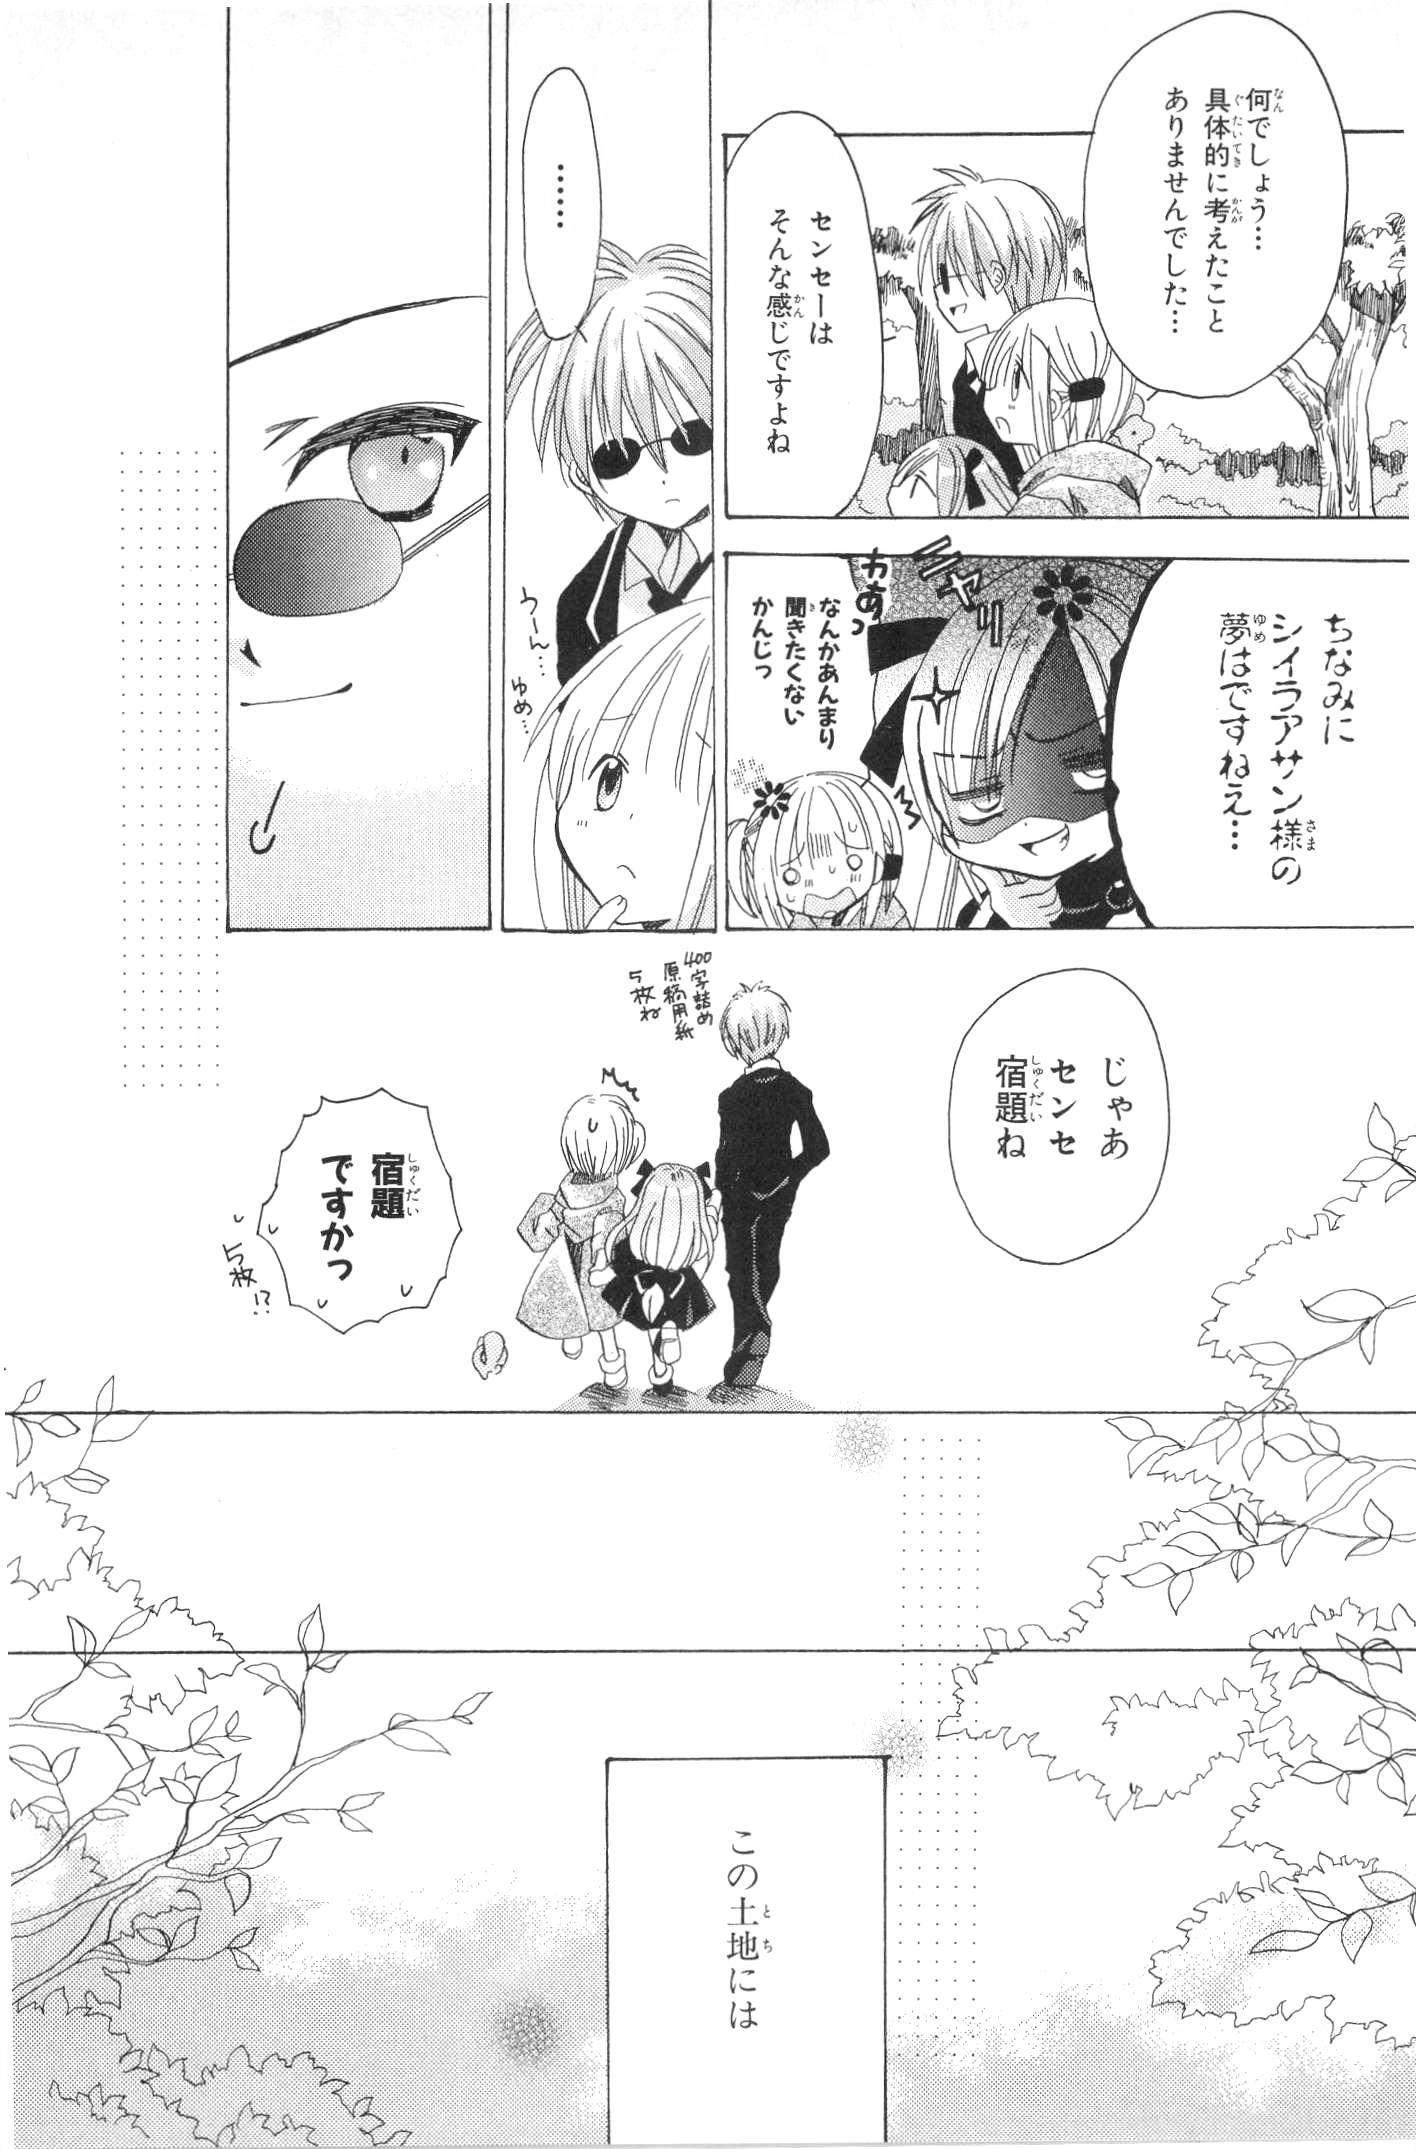 何でしょう…
具体的に考えたこと
ありませんでした…
センセーは
そんな感じですよね
ちなみに
シイラアサン様の
夢はですねえ…
ニヤリ
わあっ
なんかあんまり
聞きたくない
かんじっ
……
うーん…
ゆめ…
じゃあ
センセ
宿題ね
400字詰め
原稿用紙
5枚ね
宿題
ですかっ
5枚!?
この土地には